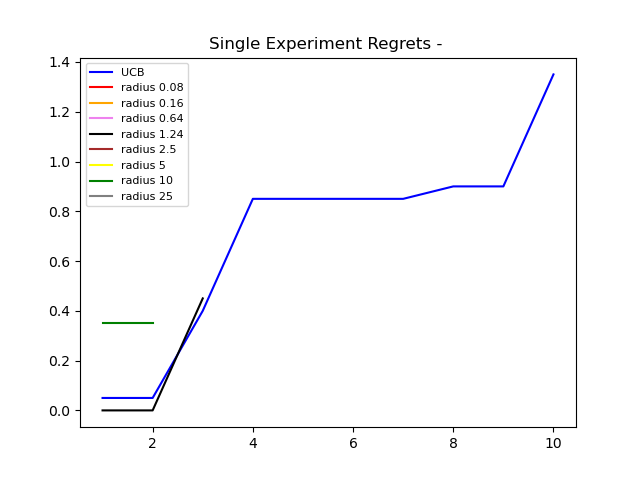 Single Experiment Regrets -
1.4
1.2
1.0
0.8
0.6
0.4
0.2
0.0
UCB
radius 0.08
radius 0.16
radius 0.64
radius 1.24
radius 2.5
radius 5
radius 10
radius 25
2
4
6
8
10